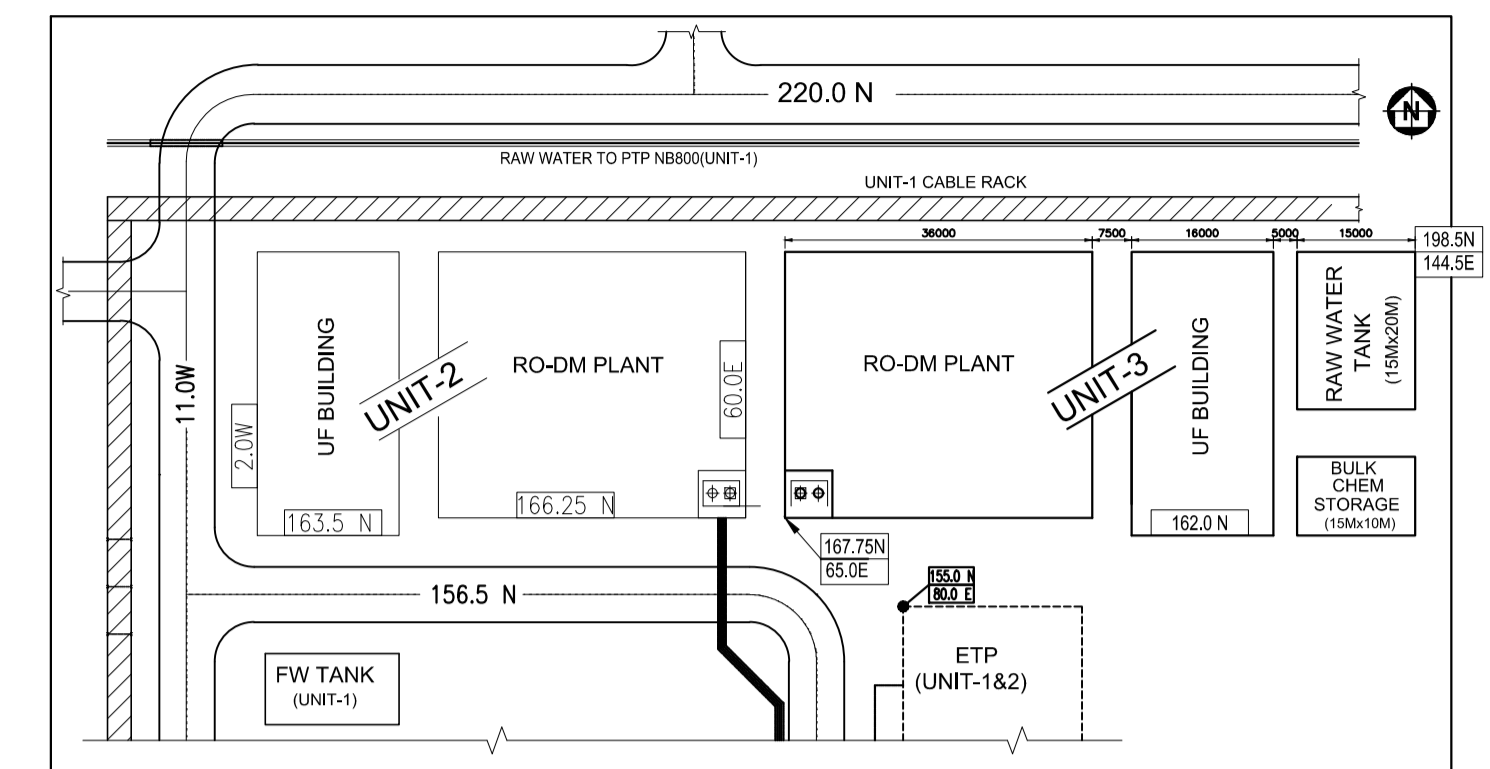 220.0 N
N
RAW WATER TO PTP NB800(UNIT-1)
UNIT-1 CABLE RACK
36000
7500
16000
5000
15000
198.5N
144.5E
11.0W
2.0W
UF BUILDING
163.5 N
UNIT-2
RO-DM PLANT
60.0E
166.25 N
RO-DM PLANT
UNIT-3
UF BUILDING
162.0 N
RAW WATER
TANK
(15Mx20M)
BULK
CHEM
STORAGE
(15Mx10M)
167.75N
65.0E
155.0 N
80.0 E
156.5 N
FW TANK
(UNIT-1)
ETP
(UNIT-1&2)